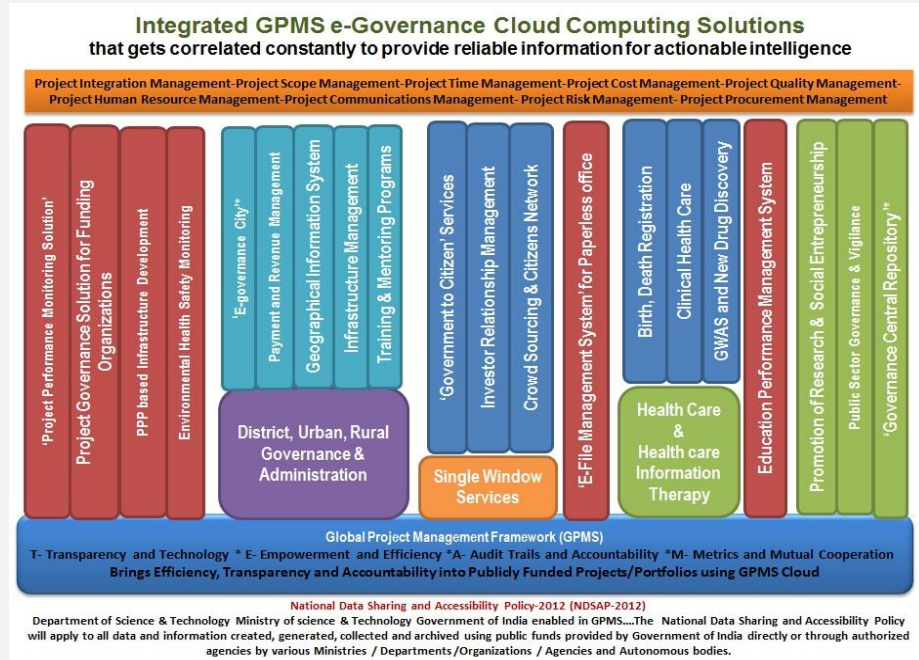 Integrated GPMS e-Governance Cloud Computing Solutions
that gets correlated constantly to provide reliable information for actionable intelligence
Project Integration Management-Project Scope Management-Project Time Management-Project Cost Management-Project Quality Management-
Project Human Resource Management-Project Communications Management- Project Risk Management- Project Procurement Management
'Project Performance Monitoring Solution'
Project Governance Solution for Funding
Organizations
PPP based Infrastructure Development
Environmental Health Safety Monitoring
'E-governance City'*
Payment and Revenue Management
Geographical Information System
Infrastructure Management
Training & Mentoring Programs
District, Urban, Rural
Governance &
Administration
'Government to Citizen' Services
Investor Relationship Management
Crowd Sourcing & Citizens Network
Single Window
Services
'E-File Management System' for Paperless office
Birth, Death Registration
Clinical Health Care
GWAS and New Drug Discovery
Health Care
&
Health care
Information
Therapy
Education Performance Management System
Promotion of Research & Social Entrepreneurship
Public Sector Governance & Vigilance
'Governance Central Repository'*
Global Project Management Framework (GPMS)
T- Transparency and Technology * E- Empowerment and Efficiency *A- Audit Trails and Accountability *M- Metrics and Mutual Cooperation
Brings Efficiency, Transparency and Accountability into Publicly Funded Projects/Portfolios using GPMS Cloud
National Data Sharing and Accessibility Policy-2012 (NDSAP-2012)
Department of Science & Technology Ministry of science & Technology Government of India enabled in GPMS....The National Data Sharing and Accessibility Policy
will apply to all data and information created, generated, collected and archived using public funds provided by Government of India directly or through authorized
agencies by various Ministries / Departments /Organizations / Agencies and Autonomous bodies.